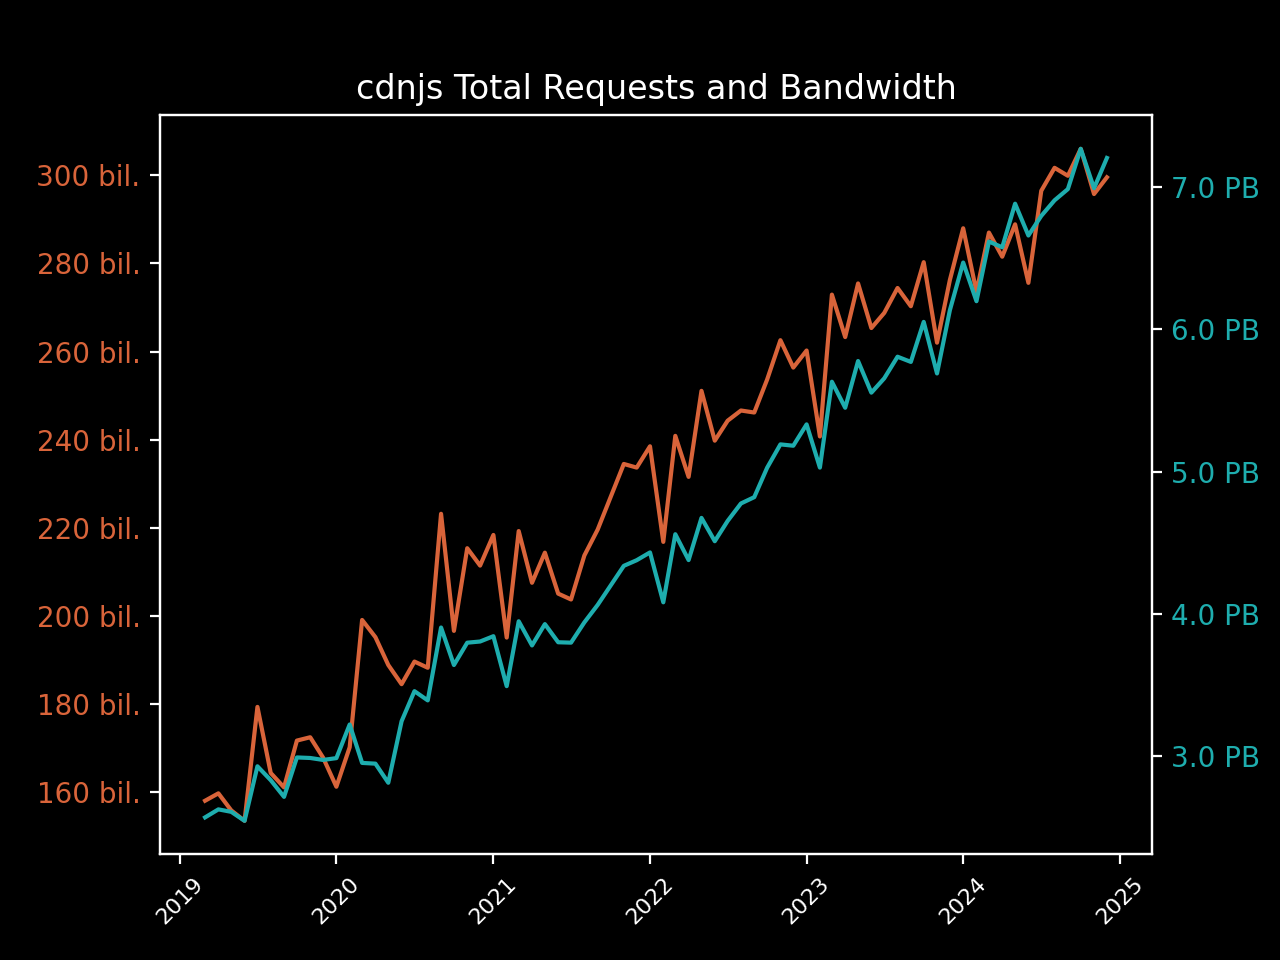 cdnjs Total Requests and Bandwidth
300 bil.
280 bil.
260 bil.
240 bil.
220 bil.
200 bil.
180 bil.
160 bil.
7.0 PB
6.0 PB
5.0 PB
4.0 PB
3.0 PB
2019
2020
2021
2022
2023
2024
2025